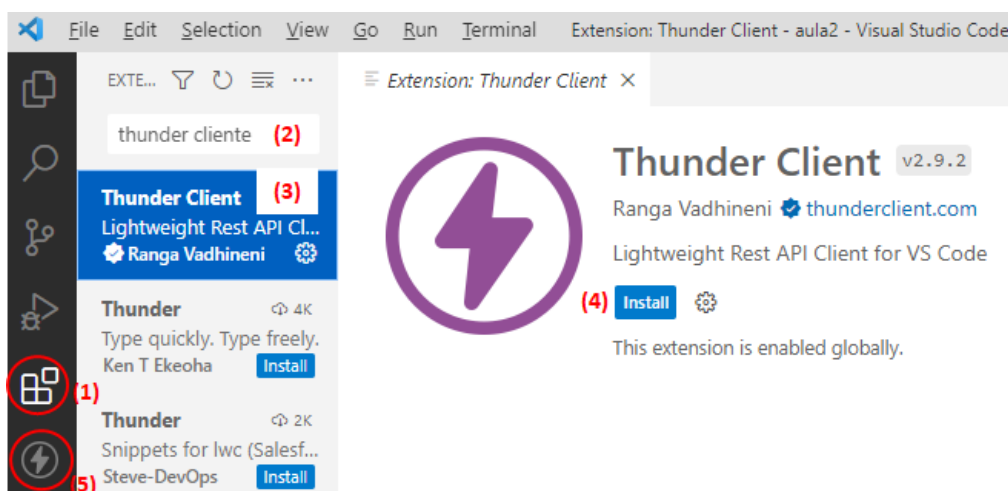 File Edit Selection View Go Run Terminal Extension: Thunder Client - aula2 - Visual Studio Code
EXTE...
Extension: Thunder Client
thunder cliente (2)
Thunder Client (3)
Lightweight Rest API Cl...
Ranga Vadhineni
Thunder 4K
Type quickly. Type freely.
Ken T Ekeoha Install
(1)
Thunder 2K
Snippets for lwc (Salesf...
Steve-DevOps Install
(5)
Thunder Client v2.9.2
Ranga Vadhineni thunderclient.com
Lightweight Rest API Client for VS Code
(4) Install
This extension is enabled globally.